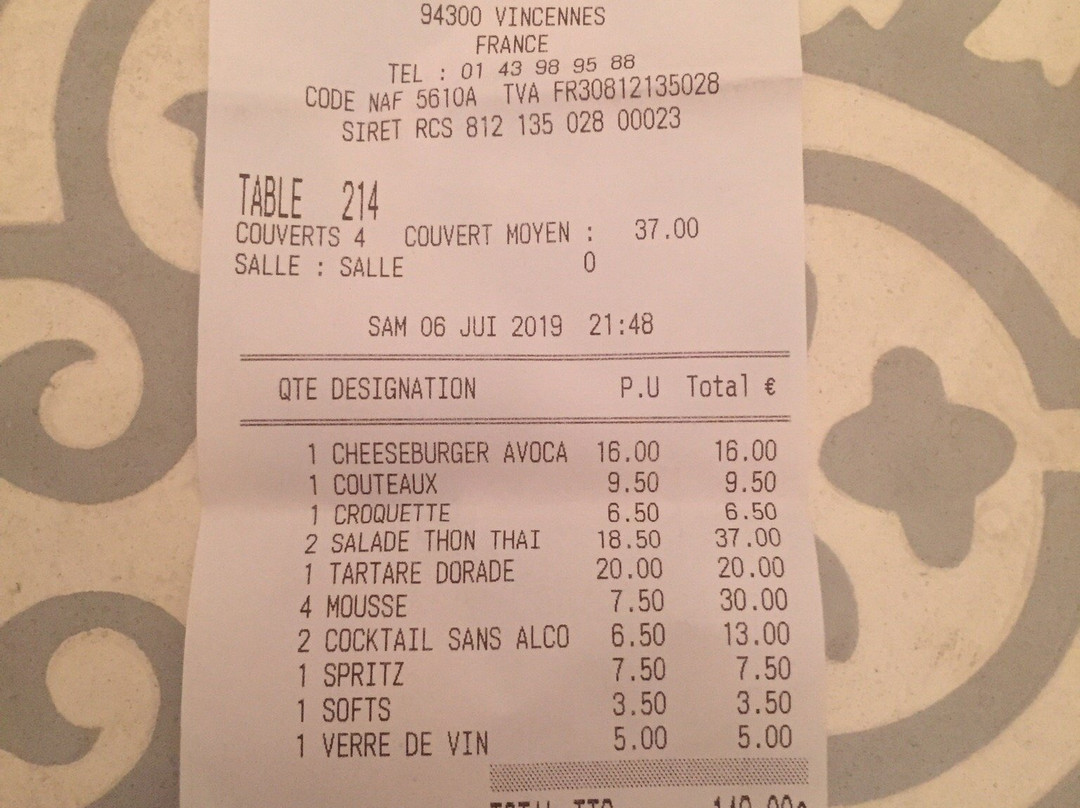 94300 VINCENNES
FRANCE
TEL : 01 43 98 95 88
CODE NAF 5610A TVA FR30812135028
SIRET RCS 812 135 028 00023
TABLE 214
COUVERTS 4 COUVERT MOYEN : 37.00
SALLE : SALLE 0
SAM 06 JUI 2019 21:48
QTE DESIGNATION P.U Total €
1 CHEESEBURGER AVOCA 16.00 16.00
1 COUTEAUX 9.50 9.50
1 CROQUETTE 6.50 6.50
2 SALADE THON THAI 18.50 37.00
1 TARTARE DORADE 20.00 20.00
4 MOUSSE 7.50 30.00
2 COCKTAIL SANS ALCO 6.50 13.00
1 SPRITZ 7.50 7.50
1 SOFTS 3.50 3.50
1 VERRE DE VIN 5.00 5.00
TOTAL TTC